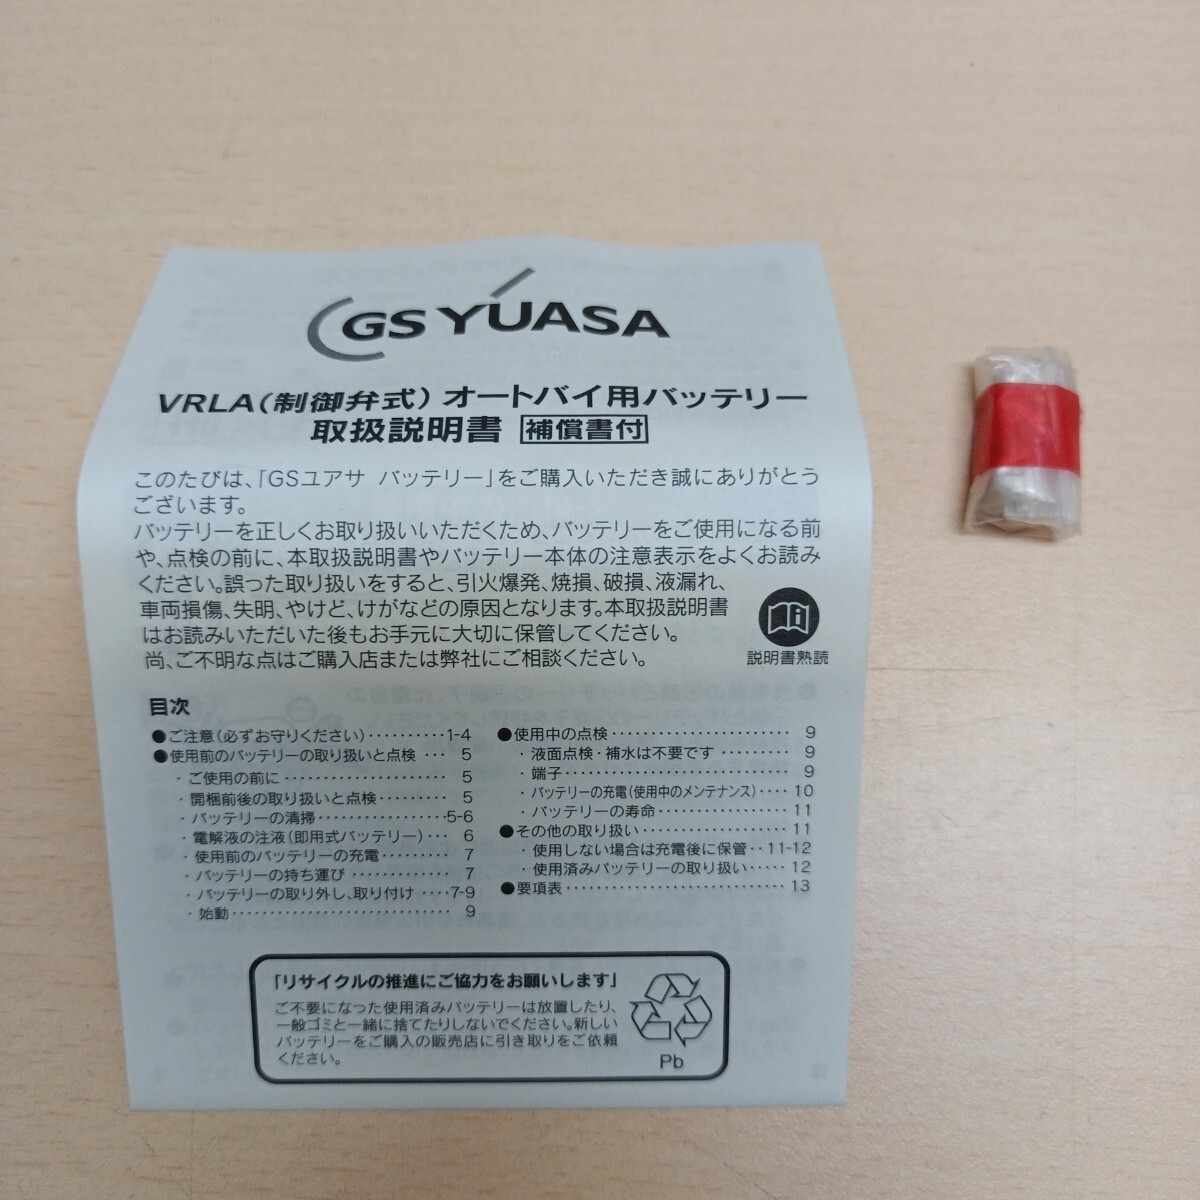 GS YUASA
VRLA(制御弁式) オートバイ用バッテリー
取扱説明書 補償書付
このたびは、「GSユアサ バッテリー」をご購入いただき誠にありがとう
ございます。
バッテリーを正しくお取り扱いいただくため、バッテリーをご使用になる前
や、点検の前に、本取扱説明書やバッテリー本体の注意表示をよくお読み
ください。誤った取り扱いをすると、引火爆発、焼損、破損、液漏れ、
車両損傷、失明、やけど、けがなどの原因となります。本取扱説明書
はお読みいただいた後もお手元に大切に保管してください。
尚、ご不明な点はご購入店または弊社にご相談ください。
説明書熟読
目次
●ご注意(必ずお守りください)··········1-4
●使用前のバッテリーの取り扱いと点検 ··· 5
・ご使用の前に····················· 5
・開梱前後の取り扱いと点検········· 5
・バッテリーの清掃·················5-6
・電解液の注液(即用式バッテリー)··· 6
・使用前のバッテリーの充電········· 7
・バッテリーの持ち運び············· 7
・バッテリーの取り外し、取り付け ····7-9
・始動···························· 9
●使用中の点検······················· 9
・液面点検・補水は不要です ········· 9
・端子····························· 9
・バッテリーの充電(使用中のメンテナンス)···· 10
・バッテリーの寿命················· 11
●その他の取り扱い··················· 11
・使用しない場合は充電後に保管··11-12
・使用済みバッテリーの取り扱い····· 12
●要項表····························· 13
「リサイクルの推進にご協力をお願いします」
ご不要になった使用済みバッテリーは放置したり、
一般ゴミと一緒に捨てたりしないでください。新しい
バッテリーをご購入の販売店に引き取りをご依頼
ください。
Pb